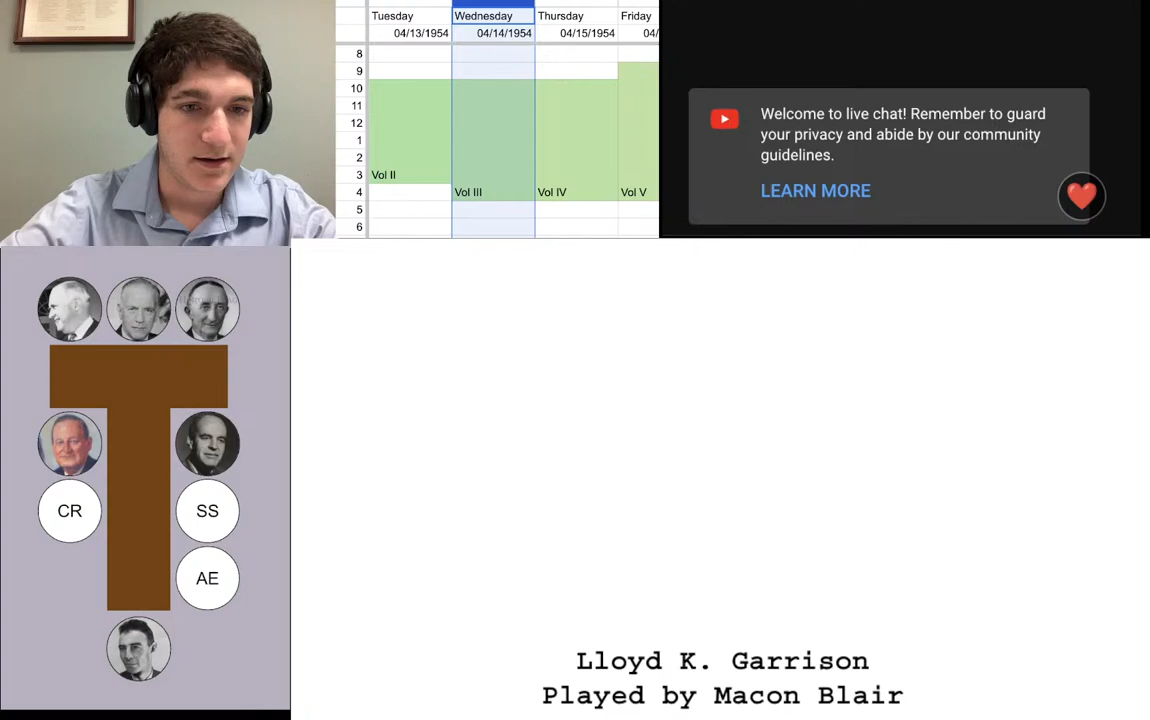 Tuesday Wednesday Thursday Friday
04/13/1954 04/14/1954 04/15/1954 04/
8
9
10
11
12
1
2
3 Vol II
4 Vol III Vol IV Vol V
5
6
Welcome to live chat! Remember to guard
your privacy and abide by our community
guidelines.
LEARN MORE
CR SS
AE
Lloyd K. Garrison
Played by Macon Blair